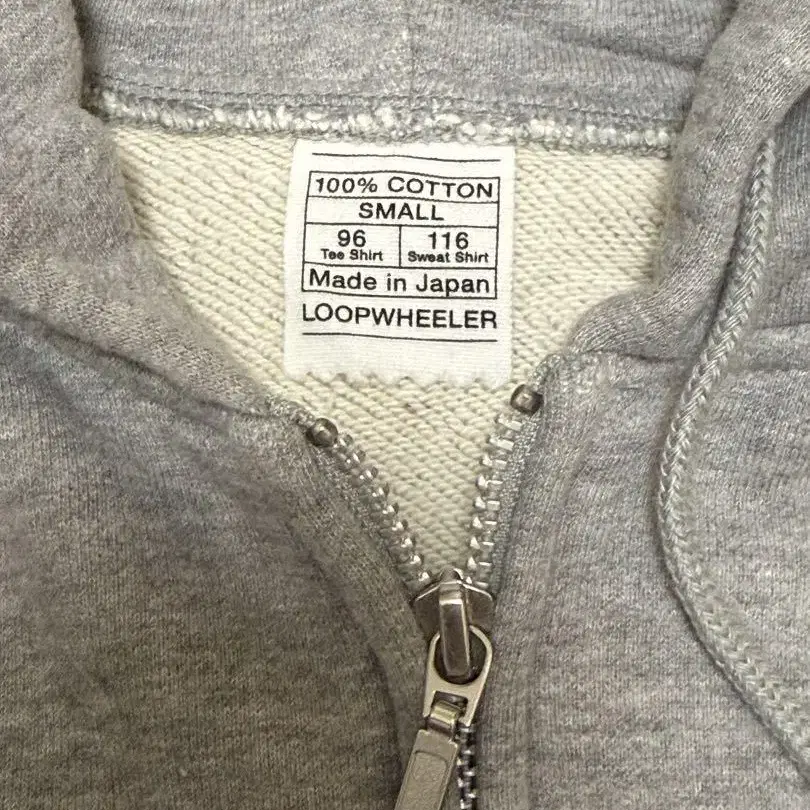 100% COTTON
SMALL
96 116
Tee Shirt Sweat Shirt
Made in Japan
LOOPWHEELER